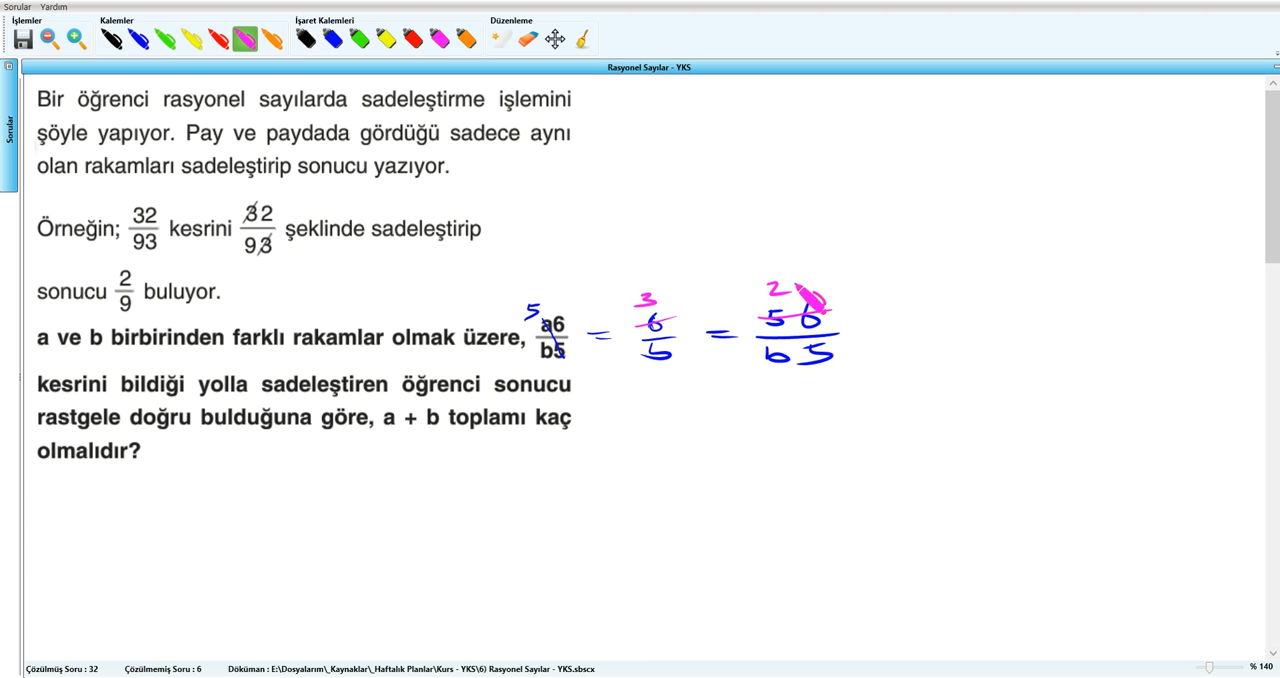 Sorular Yardım
İşlemler Kalemler İşaret Kalemleri Düzenleme
Rasyonel Sayılar - YKS
Sorular
Bir öğrenci rasyonel sayılarda sadeleştirme işlemini
şöyle yapıyor. Pay ve paydada gördüğü sadece aynı
olan rakamları sadeleştirip sonucu yazıyor.
Örneğin; 32/93 kesrini 32/93 şeklinde sadeleştirip
sonucu 2/9 buluyor.
a ve b birbirinden farklı rakamlar olmak üzere, a6/b5
5 = 6/b = 56/b5
3 2
kesrini bildiği yolla sadeleştiren öğrenci sonucu
rastgele doğru bulduğuna göre, a + b toplamı kaç
olmalıdır?
Çözülmüş Soru : 32 Çözülmemiş Soru : 6 Döküman : E:\Dosyalarım\_Kaynaklar\_Haftalık Planlar\Kurs - YKS\6) Rasyonel Sayılar - YKS.sbscx % 140